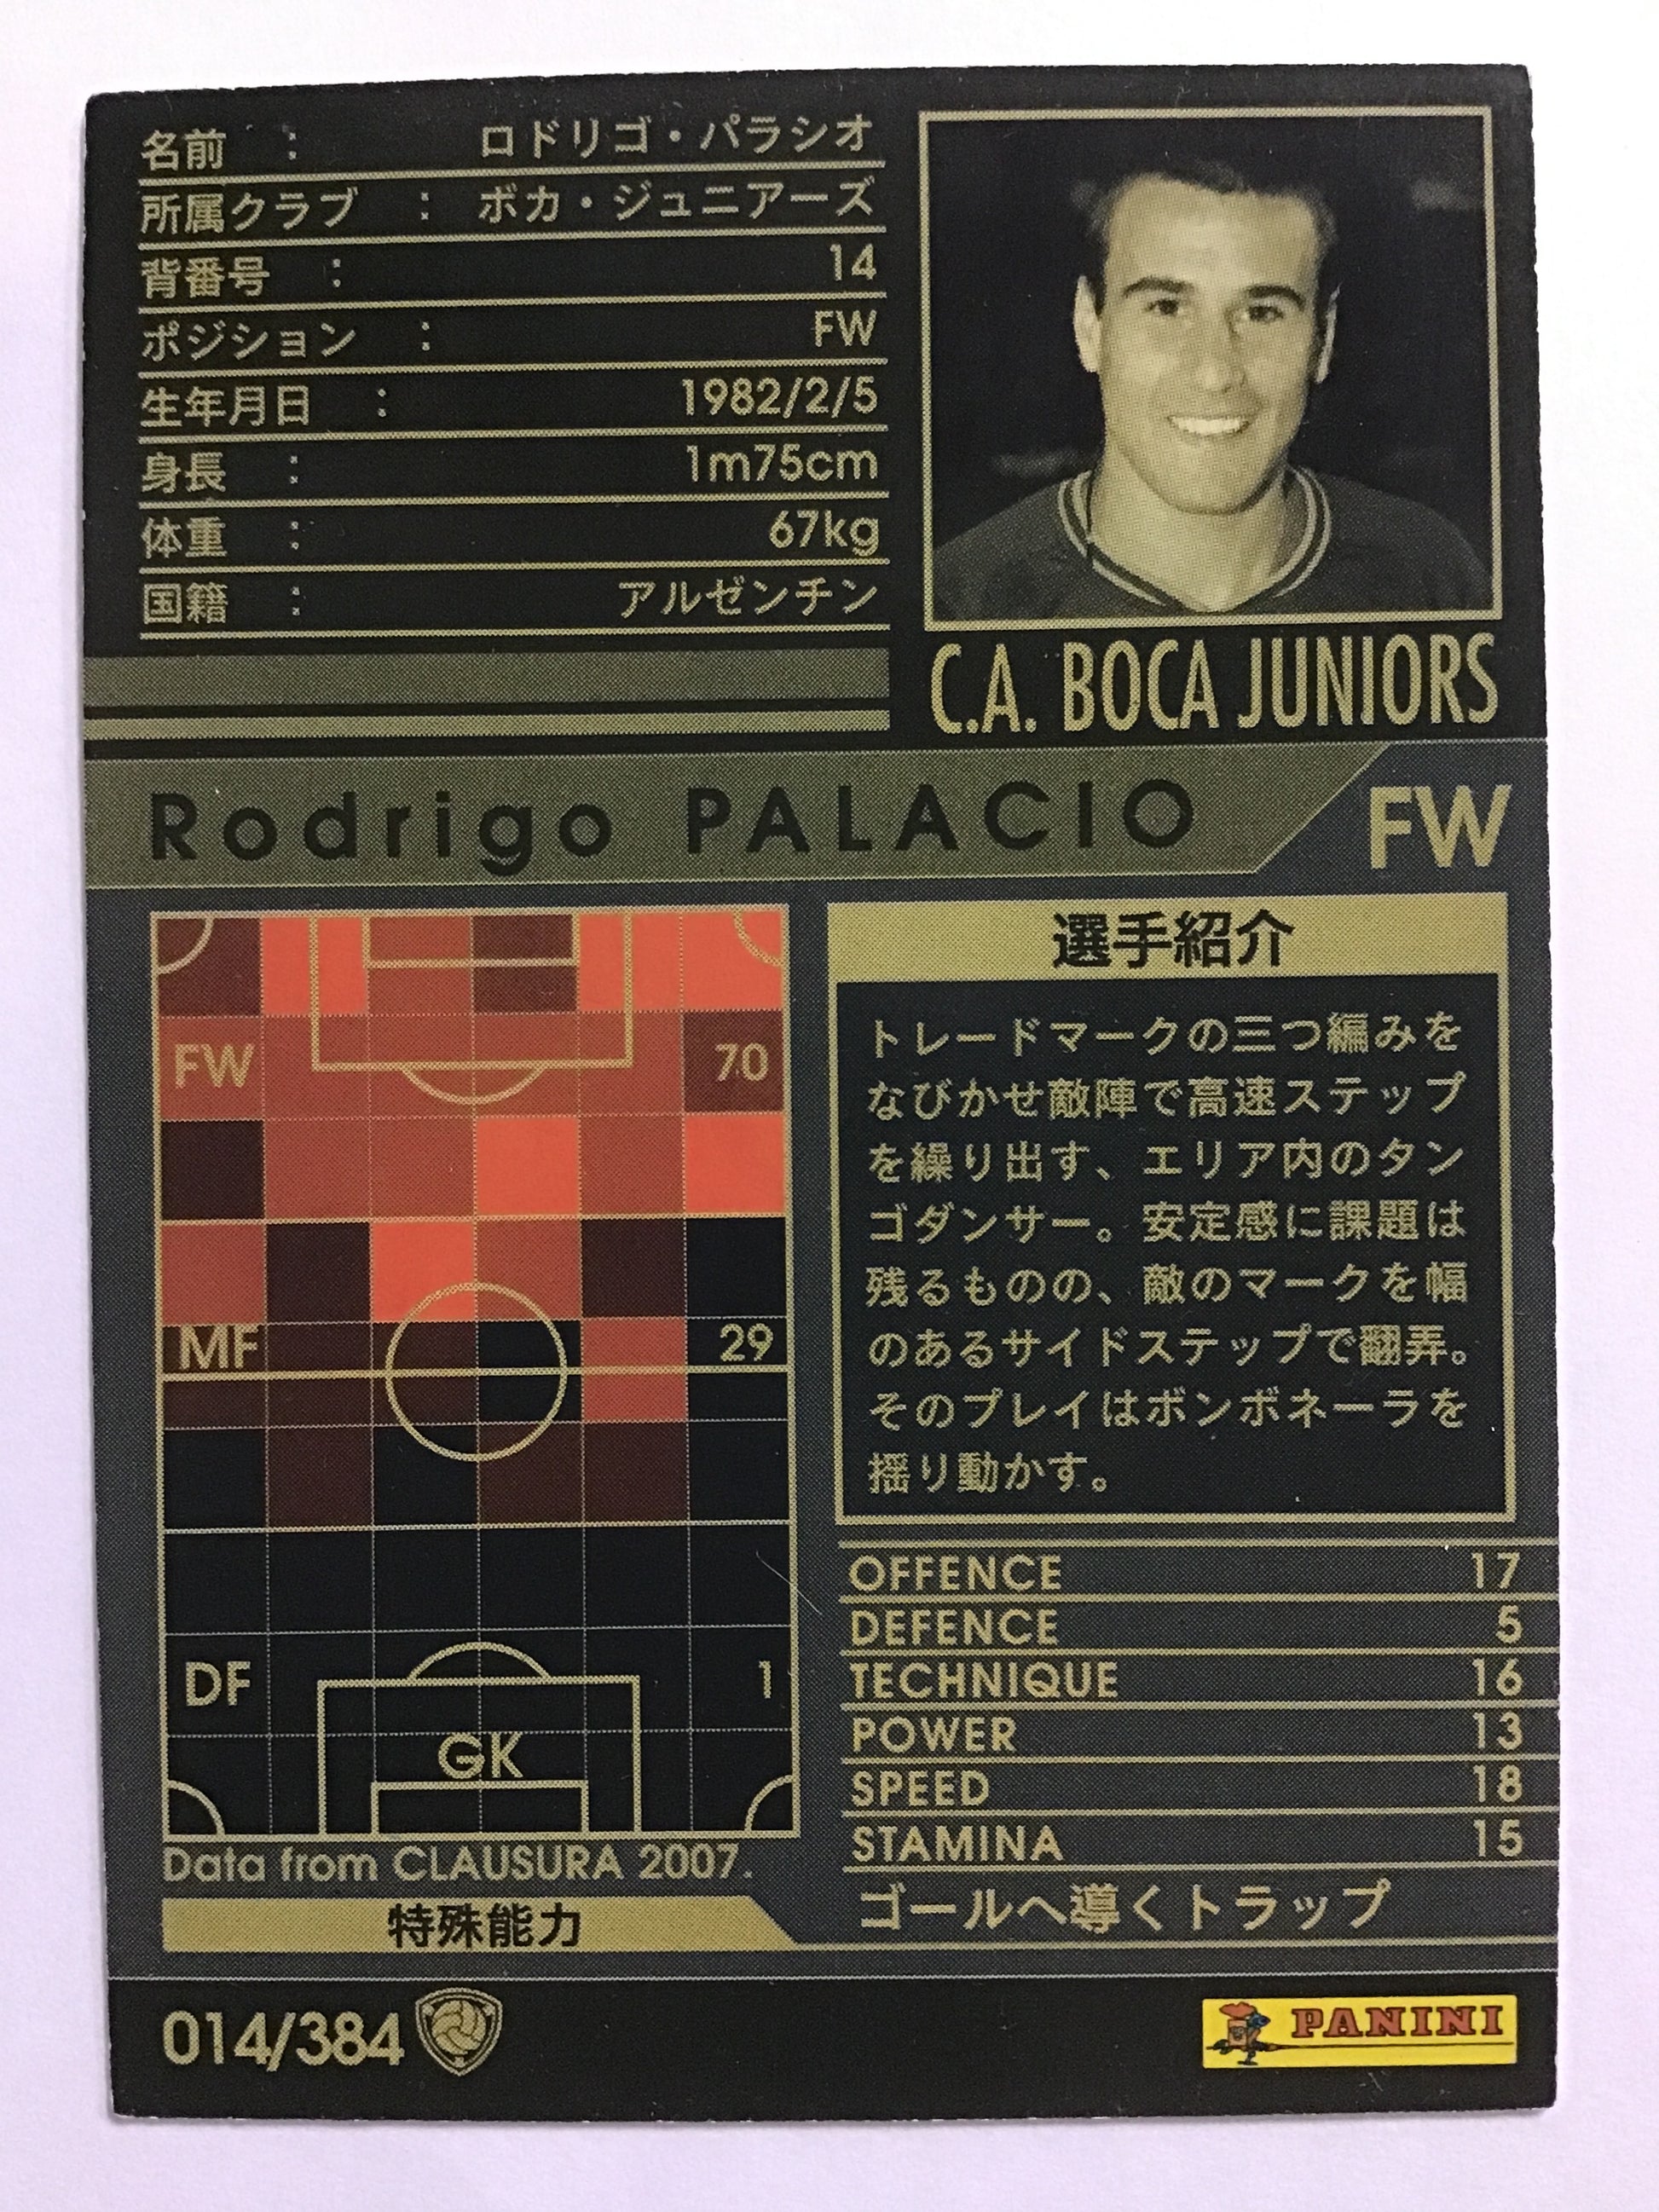 名前 : ロドリゴ・パラシオ
所属クラブ : ボカ・ジュニアーズ
背番号 : 14
ポジション : FW
生年月日 : 1982/2/5
身長 : 1m75cm
体重 : 67kg
国籍 : アルゼンチン
C.A. BOCA JUNIORS
Rodrigo PALACIO FW
FW 70
MF 29
DF 1
GK
Data from CLAUSURA 2007.
選手紹介
トレードマークの三つ編みを
なびかせ敵陣で高速ステップ
を繰り出す、エリア内のタン
ゴダンサー。安定感に課題は
残るものの、敵のマークを幅
のあるサイドステップで翻弄。
そのプレイはボンボネーラを
揺り動かす。
OFFENCE 17
DEFENCE 5
TECHNIQUE 16
POWER 13
SPEED 18
STAMINA 15
特殊能力 ゴールへ導くトラップ
014/384
PANINI